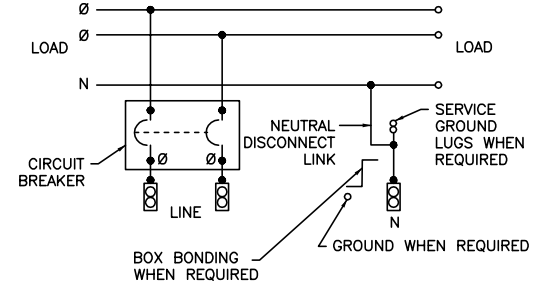 Ø
Ø
LOAD
LOAD
N
SERVICE
GROUND
LUGS WHEN
REQUIRED
NEUTRAL
DISCONNECT
LINK
CIRCUIT
BREAKER
Ø
Ø
LINE
N
GROUND WHEN REQUIRED
BOX BONDING
WHEN REQUIRED